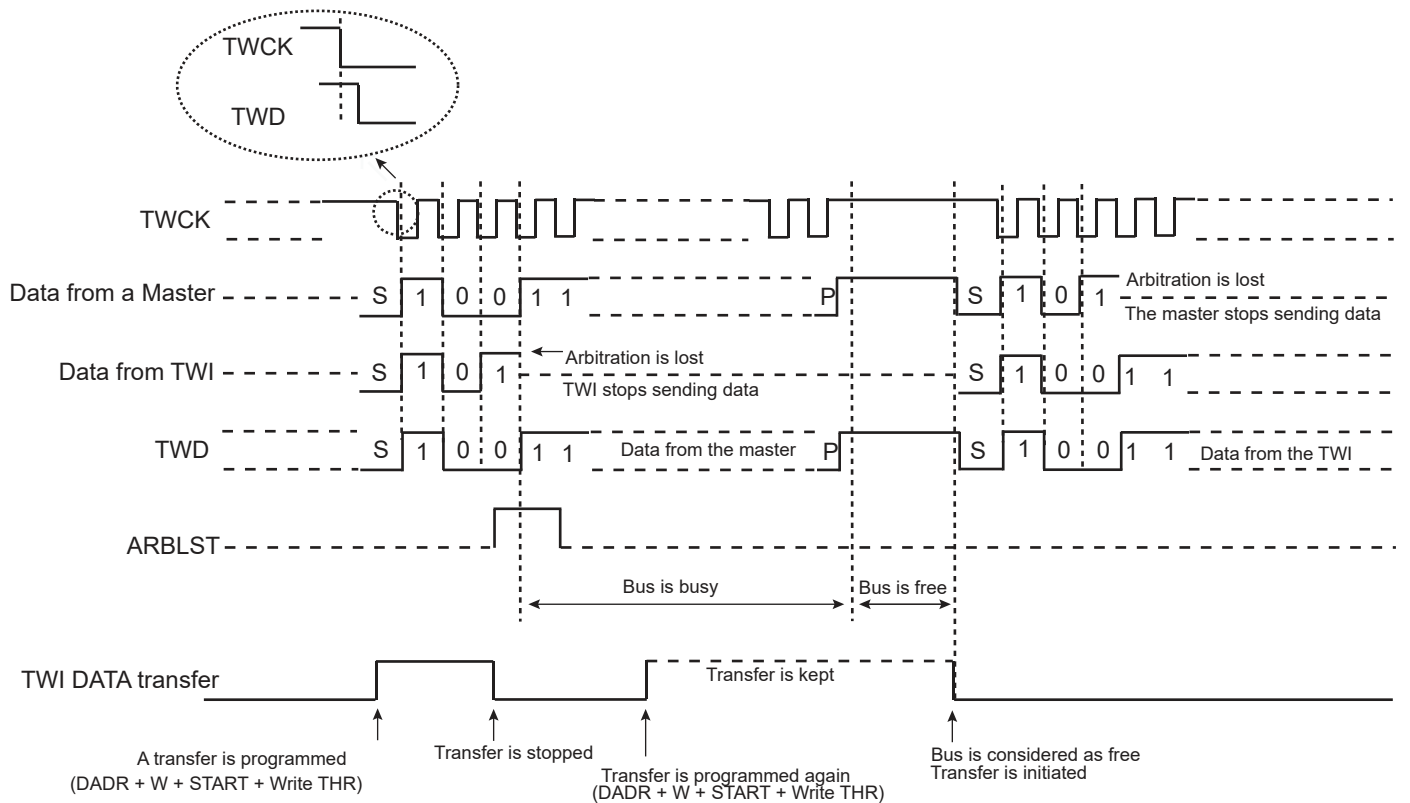 TWCK
TWD
TWCK
Data from a Master S 1 0 0 1 1 P S 1 0 1 Arbitration is lost
The master stops sending data
Data from TWI S 1 0 1 Arbitration is lost S 1 0 0 1 1
TWI stops sending data
TWD S 1 0 0 1 1 Data from the master P S 1 0 0 1 1 Data from the TWI
ARBLST
Bus is busy Bus is free
TWI DATA transfer Transfer is kept
A transfer is programmed
(DADR + W + START + Write THR)
Transfer is stopped
Transfer is programmed again
(DADR + W + START + Write THR)
Bus is considered as free
Transfer is initiated